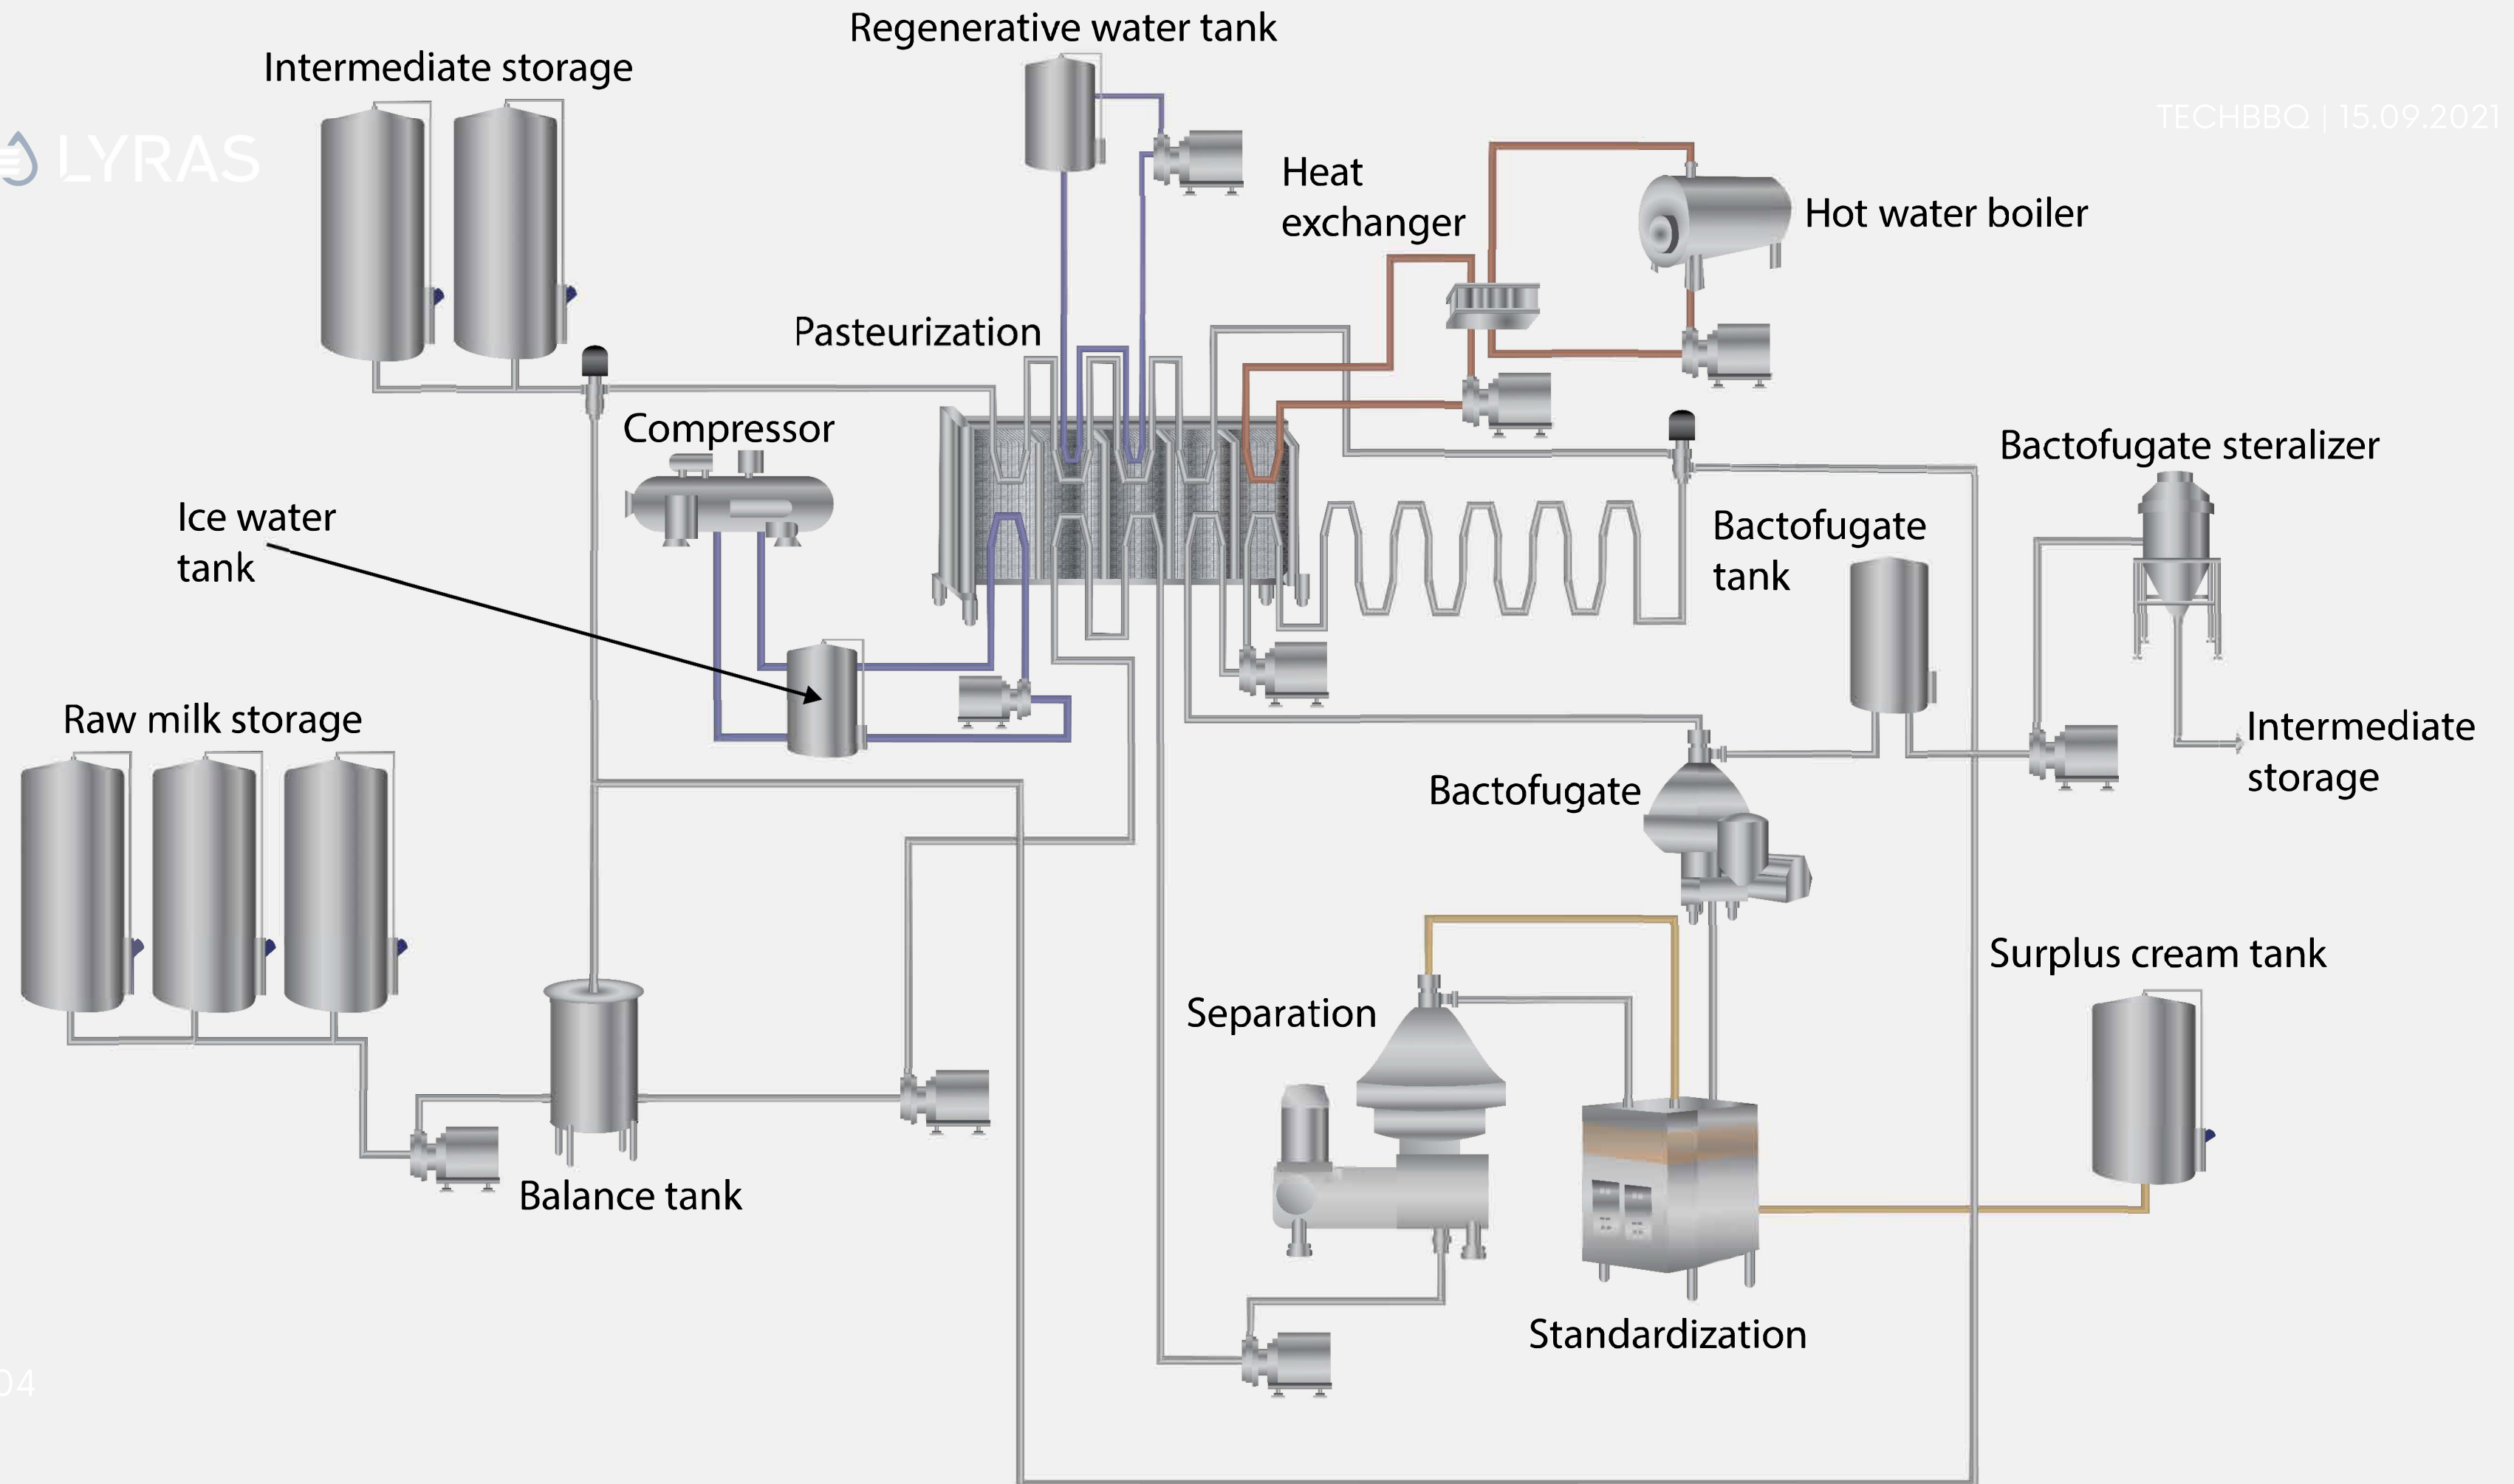 Regenerative water tank
Intermediate storage
TECHBBQ | 15.09.2021
LYRAS
Heat
exchanger
Hot water boiler
Pasteurization
Compressor
Bactofugate steralizer
Ice water
tank
Bactofugate
tank
Raw milk storage
Intermediate
storage
Bactofugate
Surplus cream tank
Separation
Balance tank
Standardization
04